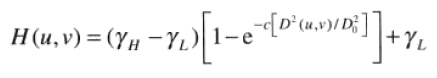 H(u,v) = (γ_H − γ_L)[1−e^{−c[D²(u,v)/D₀²]}] + γ_L